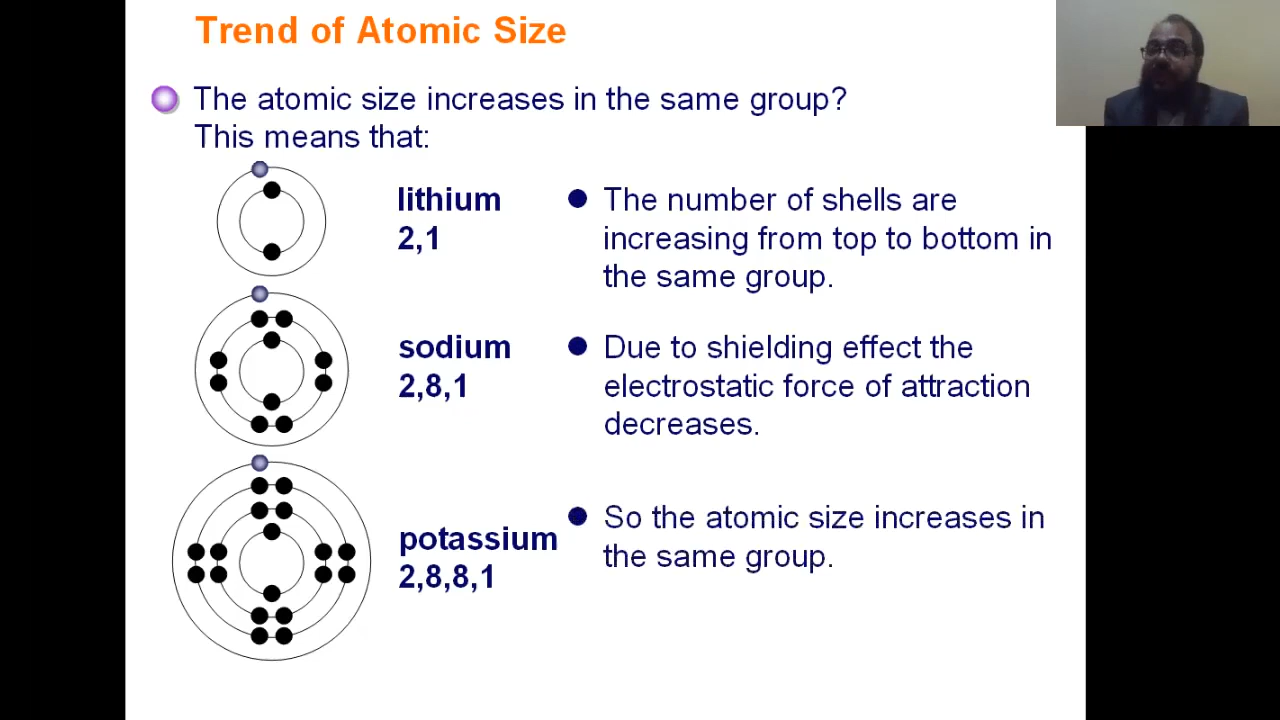 Trend of Atomic Size
The atomic size increases in the same group?
This means that:
lithium
2,1
The number of shells are
increasing from top to bottom in
the same group.
sodium
2,8,1
Due to shielding effect the
electrostatic force of attraction
decreases.
potassium
2,8,8,1
So the atomic size increases in
the same group.